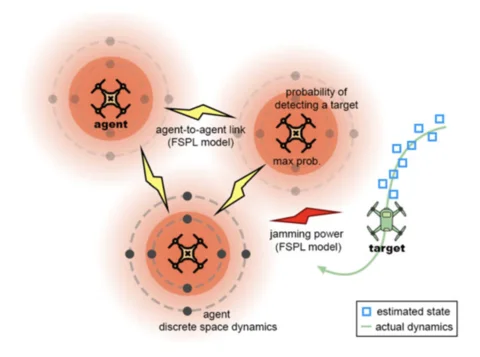 agent
probability of
detecting a target
agent-to-agent link
(FSPL model)
max prob.
jamming power
(FSPL model)
target
agent
discrete space dynamics
estimated state
actual dynamics